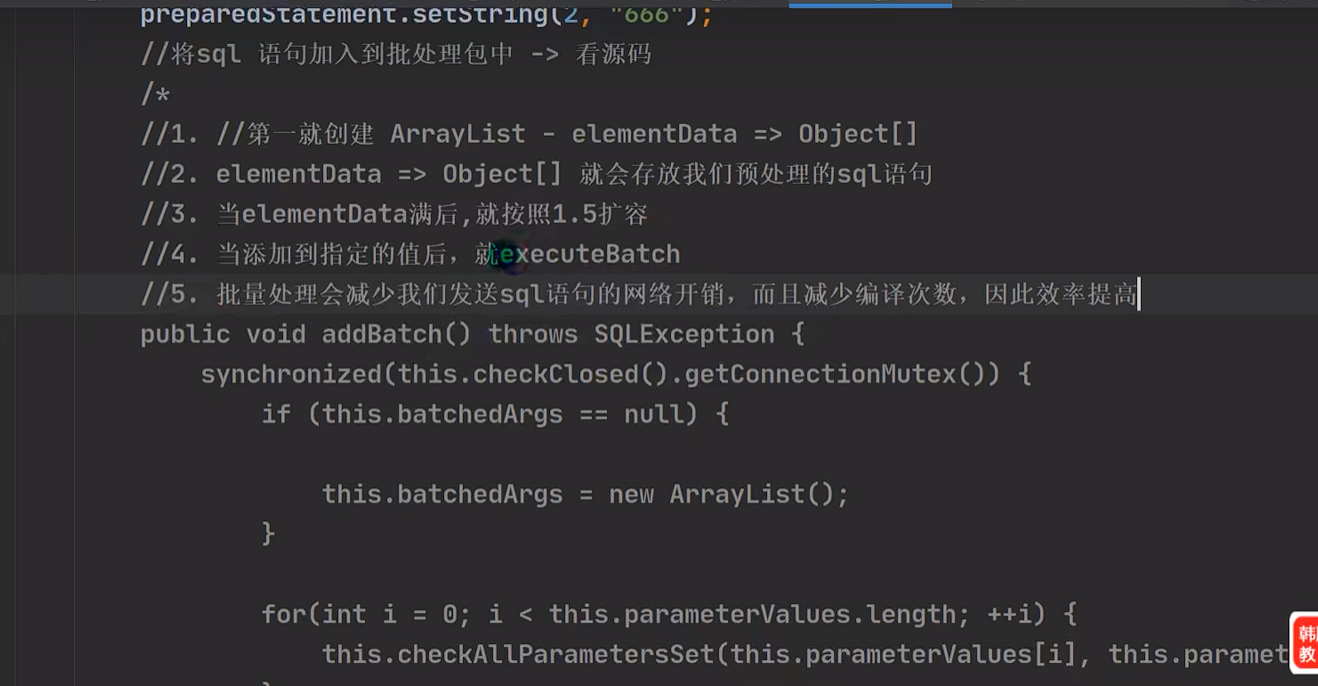 preparedStatement.setString(2, "666");
//将sql 语句加入到批处理包中 -> 看源码
/*
//1. //第一就创建 ArrayList - elementData => Object[]
//2. elementData => Object[] 就会存放我们预处理的sql语句
//3. 当elementData满后,就按照1.5扩容
//4. 当添加到指定的值后，就executeBatch
//5. 批量处理会减少我们发送sql语句的网络开销，而且减少编译次数，因此效率提高
public void addBatch() throws SQLException {
synchronized(this.checkClosed().getConnectionMutex()) {
if (this.batchedArgs == null) {
this.batchedArgs = new ArrayList();
}
for(int i = 0; i < this.parameterValues.length; ++i) {
this.checkAllParametersSet(this.parameterValues[i], this.paramet
教